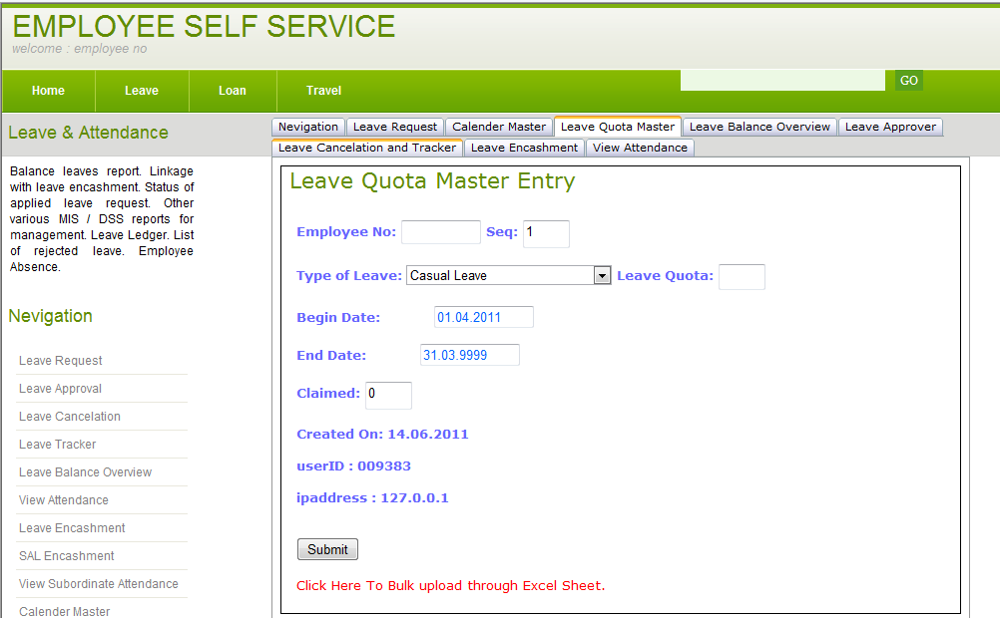 EMPLOYEE SELF SERVICE
welcome : employee no
Home Leave Loan Travel GO
Leave & Attendance
Balance leaves report. Linkage
with leave encashment. Status of
applied leave request. Other
various MIS / DSS reports for
management. Leave Ledger. List
of rejected leave. Employee
Absence.
Nevigation
Leave Request
Leave Approval
Leave Cancelation
Leave Tracker
Leave Balance Overview
View Attendance
Leave Encashment
SAL Encashment
View Subordinate Attendance
Calender Master
Nevigation Leave Request Calender Master Leave Quota Master Leave Balance Overview Leave Approver
Leave Cancelation and Tracker Leave Encashment View Attendance
Leave Quota Master Entry
Employee No: Seq: 1
Type of Leave: Casual Leave Leave Quota:
Begin Date: 01.04.2011
End Date: 31.03.9999
Claimed: 0
Created On: 14.06.2011
userID : 009383
ipaddress : 127.0.0.1
Submit
Click Here To Bulk upload through Excel Sheet.